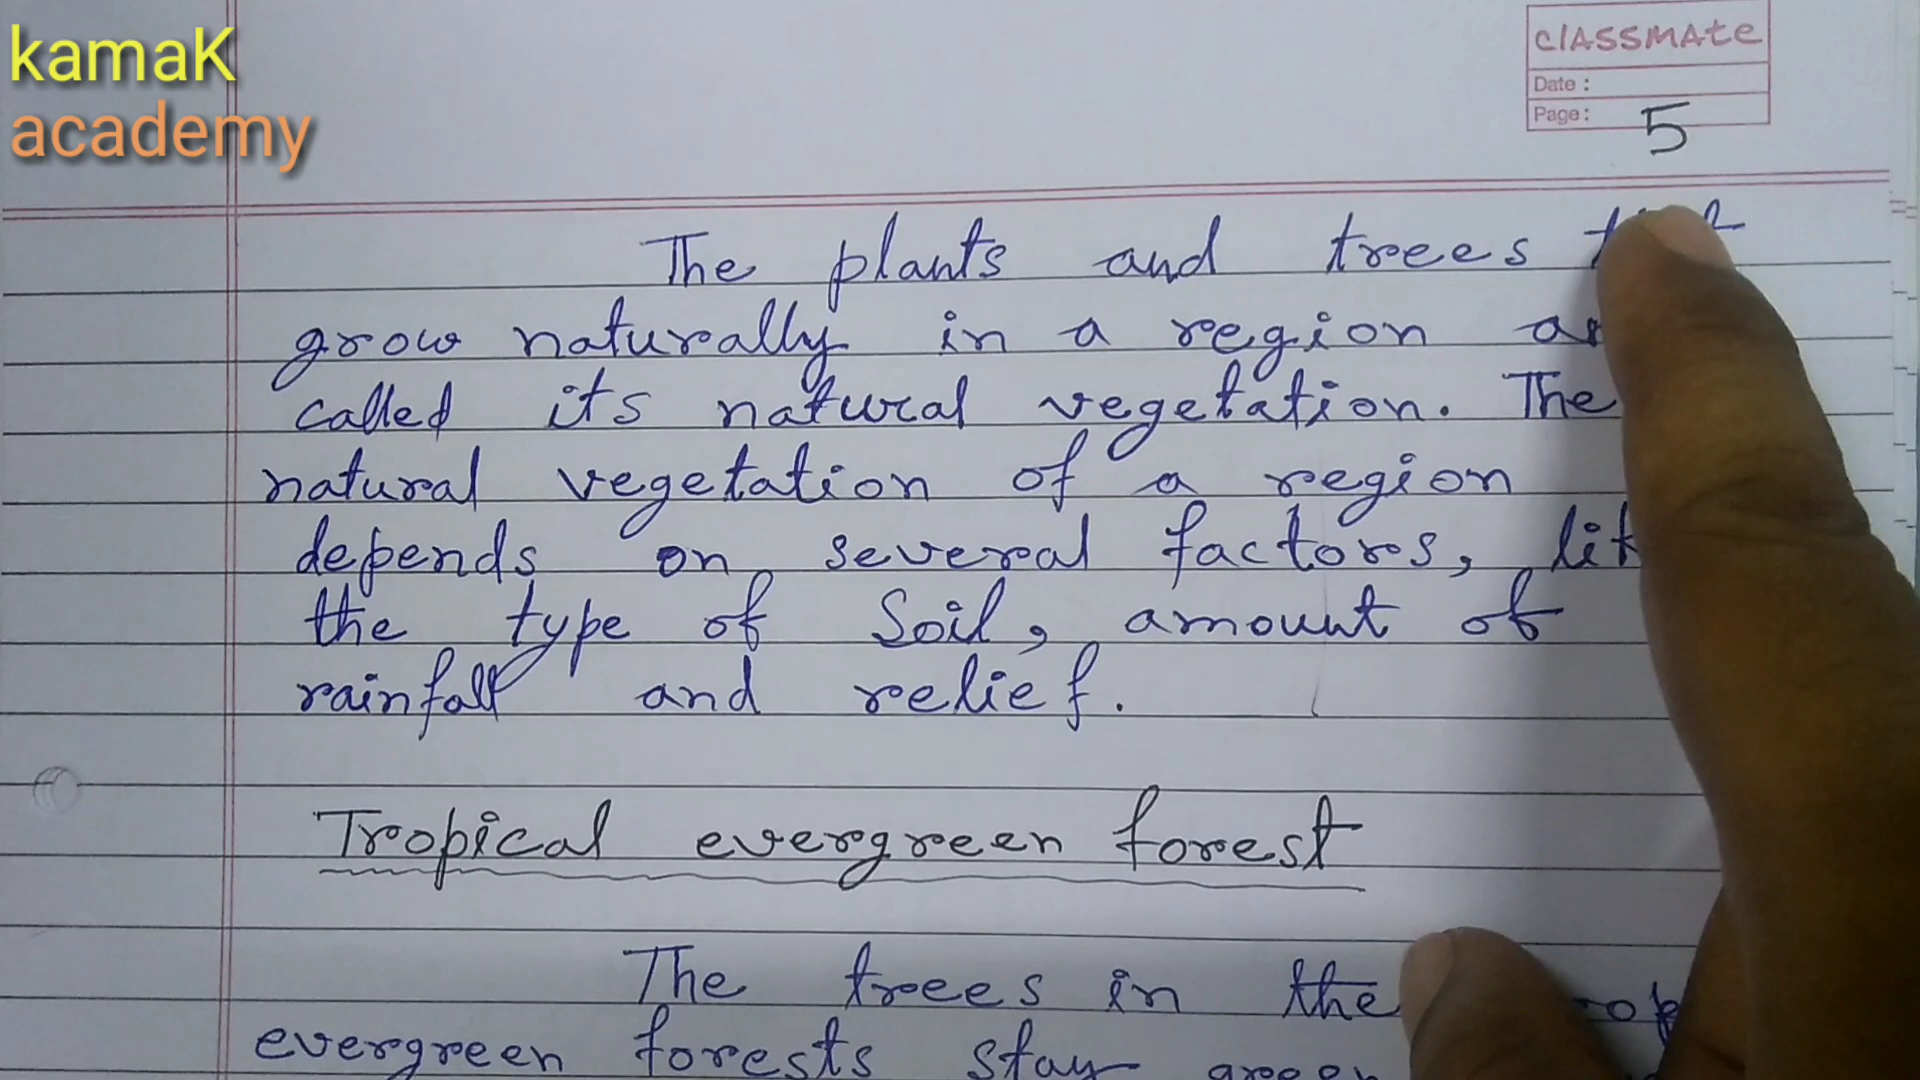 kamaK
academy
classmate
Date :
Page: 5
The plants and trees
grow naturally in a region
called its natural vegetation. The
natural vegetation of a region
depends on several factors,
the type of Soil, amount of
rainfall and relief.
Tropical evergreen forest
The trees in the
evergreen forests stay green